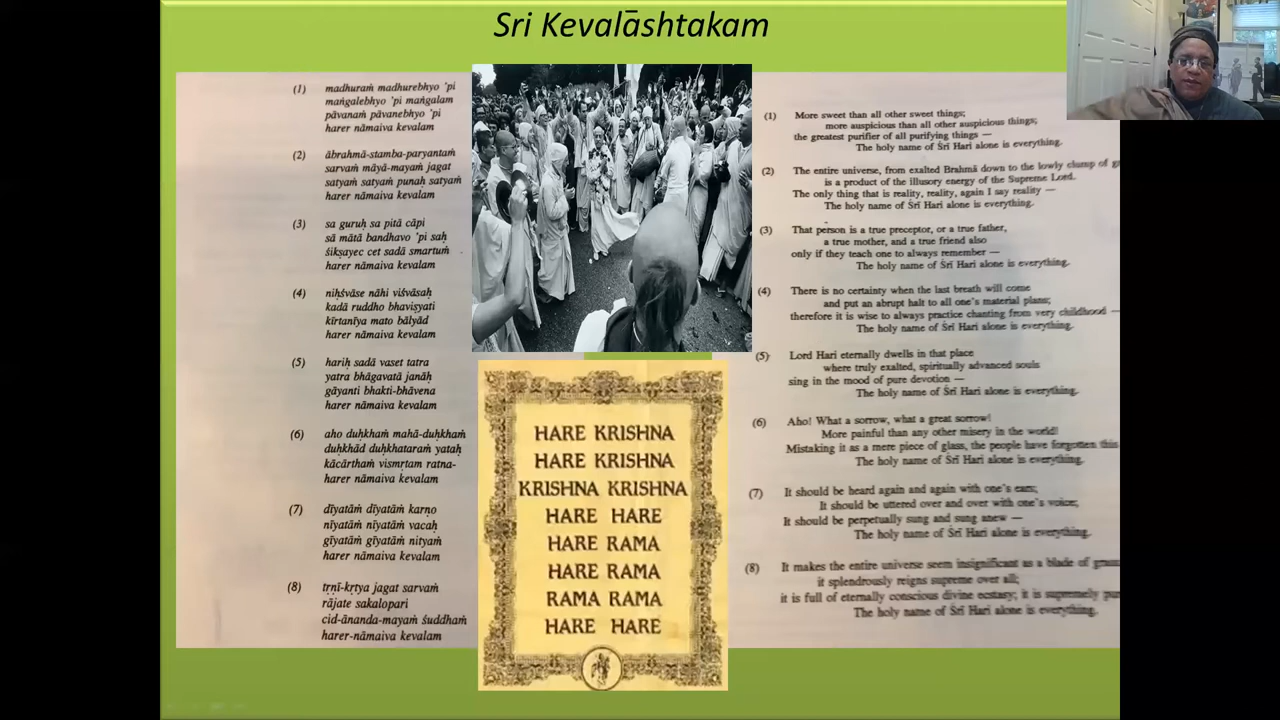 Sri Kevalāshtakam
(1) madhuraṁ madhurebhyo 'pi
maṅgalebhyo 'pi maṅgalam
pāvanaṁ pāvanebhyo 'pi
harer nāmaiva kevalam
(2) ābrahmā-stamba-paryantaṁ
sarvaṁ māyā-mayaṁ jagat
satyaṁ satyaṁ punaḥ satyaṁ
harer nāmaiva kevalam
(3) sa guruḥ sa pitā cāpi
sā mātā bandhavo 'pi saḥ
śikṣayec cet sadā smartuṁ
harer nāmaiva kevalam
(4) niḥśvāse nāhi viśvāsaḥ
kadā ruddho bhaviṣyati
kīrtanīya mato bālyād
harer nāmaiva kevalam
(5) hariḥ sadā vaset tatra
yatra bhāgavatā janāḥ
gāyanti bhakti-bhāvena
harer nāmaiva kevalam
(6) aho duḥkhaṁ mahā-duḥkhaṁ
duḥkhād duḥkhataraṁ yataḥ
kācārthaṁ vismṛtam ratna-
harer nāmaiva kevalam
(7) dīyatāṁ dīyatāṁ karṇo
nīyatāṁ nīyatāṁ vacaḥ
gīyatāṁ gīyatāṁ nityaṁ
harer nāmaiva kevalam
(8) tṛṇī-kṛtya jagat sarvaṁ
rājate sakalopari
cid-ānanda-mayaṁ śuddhaṁ
harer-nāmaiva kevalam
HARE KRISHNA
HARE KRISHNA
KRISHNA KRISHNA
HARE HARE
HARE RAMA
HARE RAMA
RAMA RAMA
HARE HARE
(1) More sweet than all other sweet things;
more auspicious than all other auspicious things;
the greatest purifier of all purifying things —
The holy name of Śrī Hari alone is everything.
(2) The entire universe, from exalted Brahmā down to the lowly clump of
is a product of the illusory energy of the Supreme Lord.
The only thing that is reality, reality, again I say reality —
The holy name of Śrī Hari alone is everything.
(3) That person is a true preceptor, or a true father,
a true mother, and a true friend also
only if they teach one to always remember —
The holy name of Śrī Hari alone is everything.
(4) There is no certainty when the last breath will come
and put an abrupt halt to all one's material plans;
therefore it is wise to always practice chanting from very childhood —
The holy name of Śrī Hari alone is everything.
(5) Lord Hari eternally dwells in that place
where truly exalted, spiritually advanced souls
sing in the mood of pure devotion —
The holy name of Śrī Hari alone is everything.
(6) Aho! What a sorrow, what a great sorrow!
More painful than any other misery in the world!
Mistaking it as a mere piece of glass, the people have forgotten this
The holy name of Śrī Hari alone is everything.
(7) It should be heard again and again with one's ears;
It should be uttered over and over with one's voice;
It should be perpetually sung and sung anew —
The holy name of Śrī Hari alone is everything.
(8) It makes the entire universe seem insignificant as a blade of
it splendrously reigns supreme over all;
it is full of eternally conscious divine ecstasy; it is supremely
The holy name of Śrī Hari alone is everything.